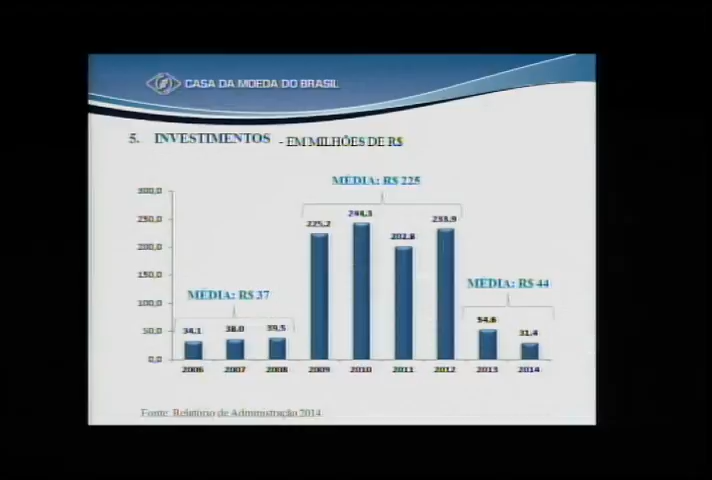 CASA DA MOEDA DO BRASIL
5. INVESTIMENTOS - EM MILHÕES DE R$
MÉDIA: R$ 225
300,0
250,0
200,0
150,0
100,0
50,0
0,0
MÉDIA: R$ 37
MÉDIA: R$ 44
34.1
38.0
39.5
225.2
244.3
202.8
233.9
54.6
31.4
2006 2007 2008 2009 2010 2011 2012 2013 2014
Fonte: Relatório de Administração 2014